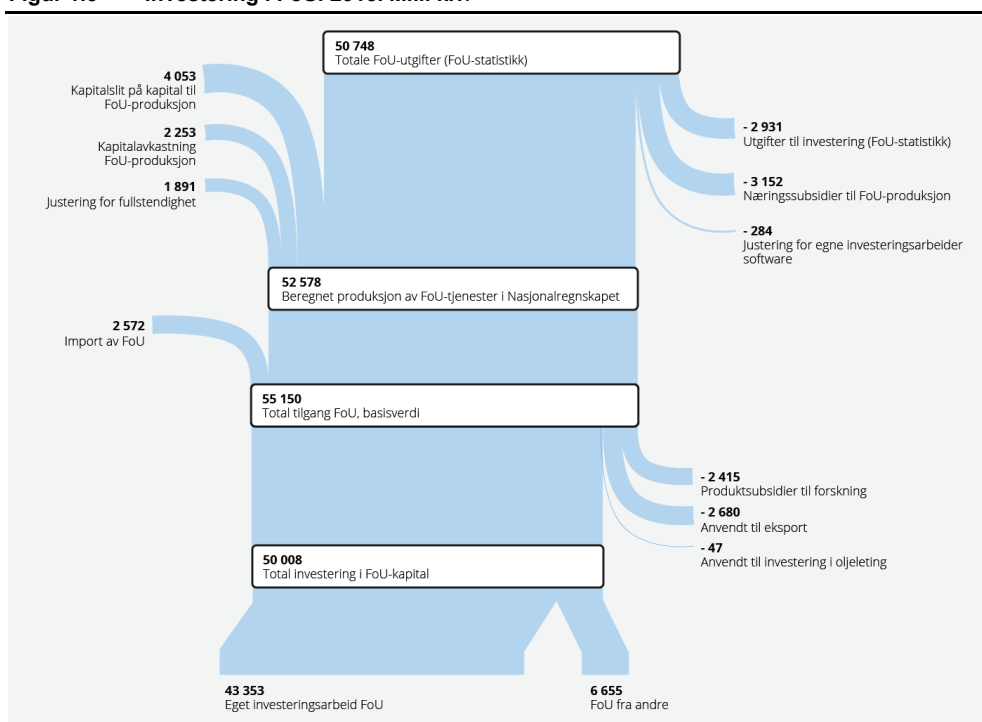 50 748
Totale FoU-utgifter (FoU-statistikk)
4 053
Kapitalslit på kapital til
FoU-produksjon
2 253
Kapitalavkastning
FoU-produksjon
1 891
Justering for fullstendighet
- 2 931
Utgifter til investering (FoU-statistikk)
- 3 152
Næringssubsidier til FoU-produksjon
- 284
Justering for egne investeringsarbeider
software
52 578
Beregnet produksjon av FoU-tjenester i Nasjonalregnskapet
2 572
Import av FoU
55 150
Total tilgang FoU, basisverdi
- 2 415
Produktsubsidier til forskning
- 2 680
Anvendt til eksport
- 47
Anvendt til investering i oljeleting
50 008
Total investering i FoU-kapital
43 353
Eget investeringsarbeid FoU
6 655
FoU fra andre